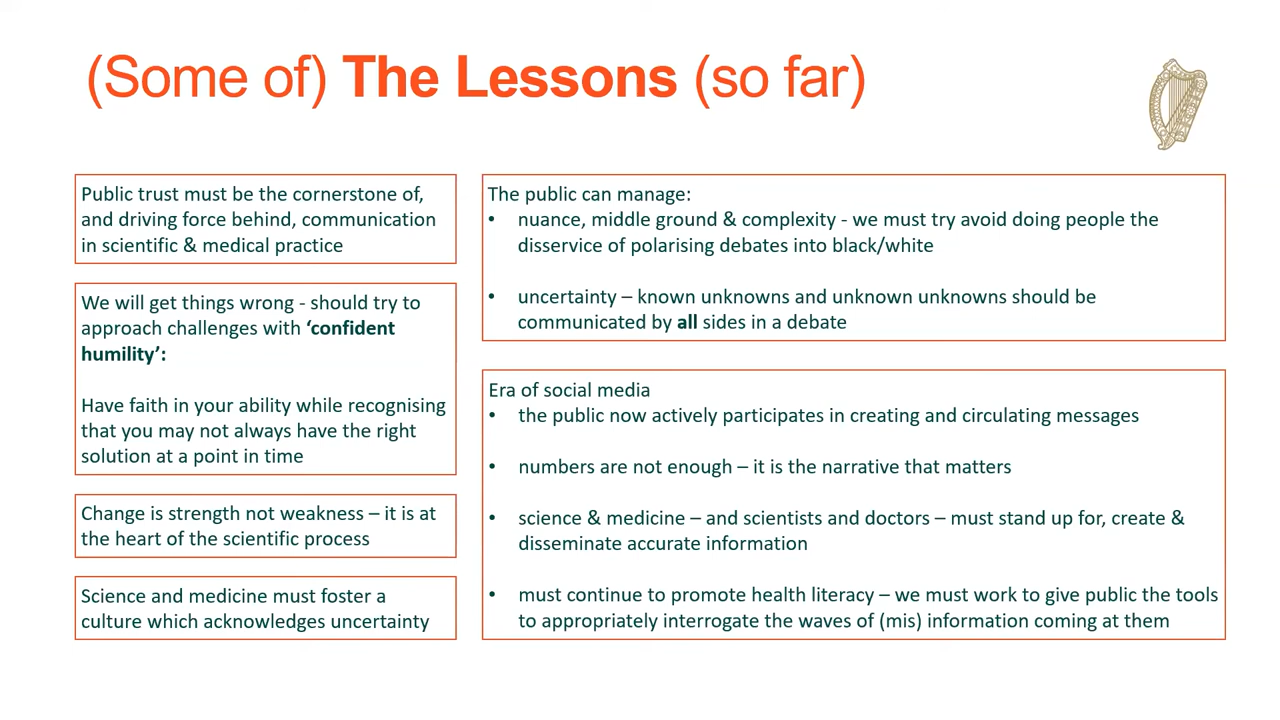 (Some of) The Lessons (so far)
Public trust must be the cornerstone of,
and driving force behind, communication
in scientific & medical practice
We will get things wrong - should try to
approach challenges with ‘confident
humility’:
Have faith in your ability while recognising
that you may not always have the right
solution at a point in time
Change is strength not weakness – it is at
the heart of the scientific process
Science and medicine must foster a
culture which acknowledges uncertainty
The public can manage:
• nuance, middle ground & complexity - we must try avoid doing people the
disservice of polarising debates into black/white
• uncertainty – known unknowns and unknown unknowns should be
communicated by all sides in a debate
Era of social media
• the public now actively participates in creating and circulating messages
• numbers are not enough – it is the narrative that matters
• science & medicine – and scientists and doctors – must stand up for, create &
disseminate accurate information
• must continue to promote health literacy – we must work to give public the tools
to appropriately interrogate the waves of (mis) information coming at them